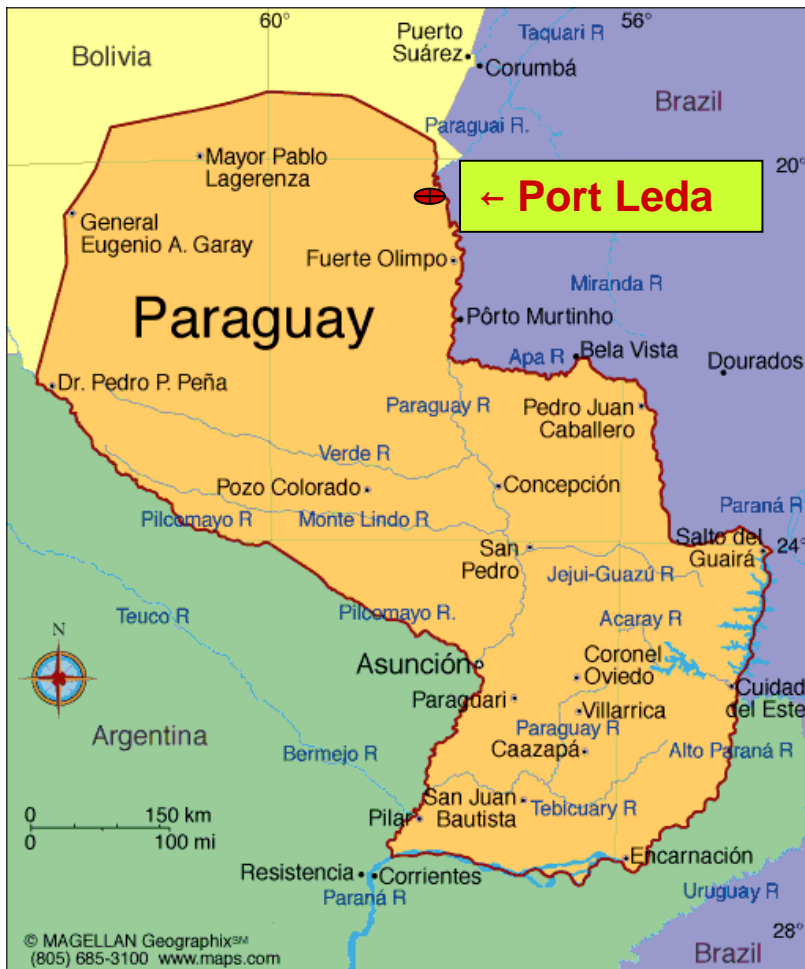 60°
56°
Puerto
Suárez
Corumbá
Taquari R
Bolivia
Brazil
Paraguai R.
20°
Mayor Pablo
Lagerenza
← Port Leda
General
Eugenio A. Garay
Fuerte Olimpo
Miranda R
Paraguay
Pôrto Murtinho
Apa R
Bela Vista
Dourados
Dr. Pedro P. Peña
Paraguay R
Pedro Juan
Caballero
Verde R
Pozo Colorado
Concepción
Paraná R
Pilcomayo R
Monte Lindo R
Salto del
Guairá
24°
San
Pedro
Jejui-Guazú R
Pilcomayo R.
Teuco R
Acaray R
N
Asunción
Coronel
Oviedo
Paraguari
Cuidad
del Este
Villarrica
Argentina
Paraguay R
Bermejo R
Caazapá
Alto Paraná R
San Juan
Bautista
Tebicuary R
0 150 km
0 100 mi
Pilar
Encarnación
Resistencia
Corrientes
Paraná R
Uruguay R
28°
© MAGELLAN Geographix℠
(805) 685-3100 www.maps.com
Brazil